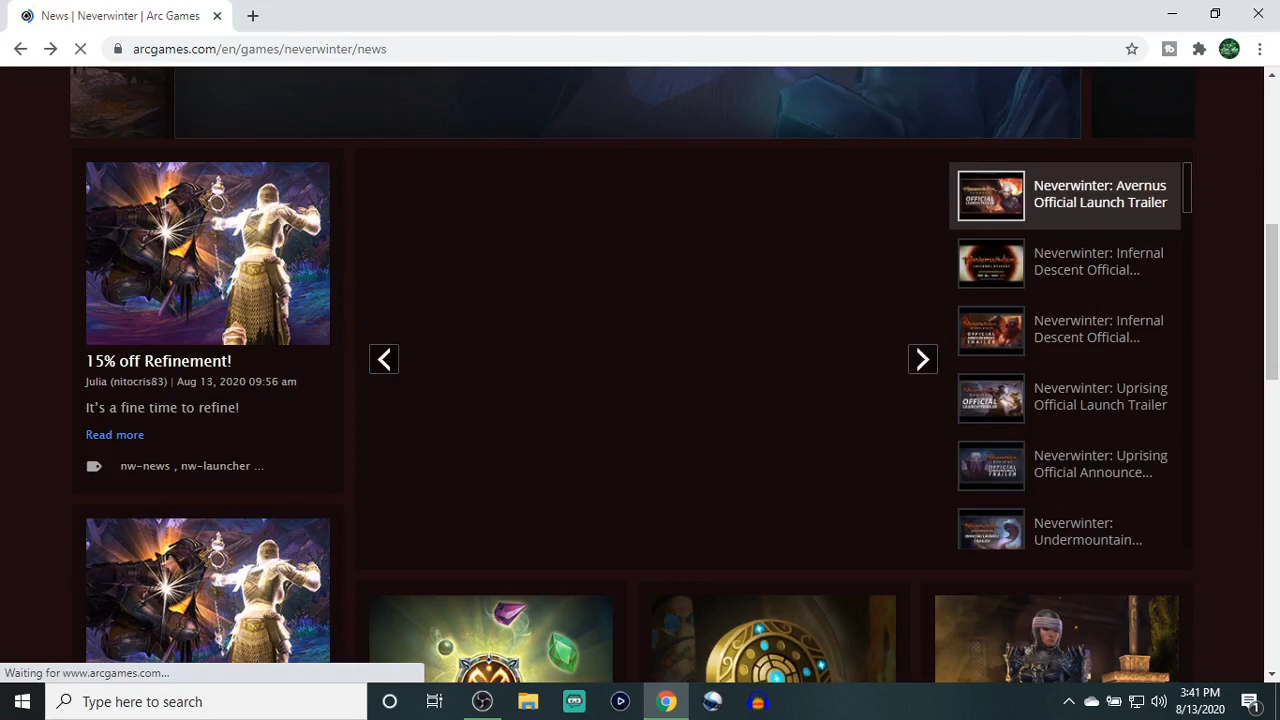 News | Neverwinter | Arc Games
arcgames.com/en/games/neverwinter/news
15% off Refinement!
Julia (nitocris83) | Aug 13, 2020 09:56 am
It's a fine time to refine!
Read more
nw-news , nw-launcher ...
Neverwinter: Avernus
Official Launch Trailer
Neverwinter: Infernal
Descent Official...
Neverwinter: Infernal
Descent Official...
Neverwinter: Uprising
Official Launch Trailer
Neverwinter: Uprising
Official Announce...
Neverwinter:
Undermountain...
Waiting for www.arcgames.com...
Type here to search
3:41 PM
8/13/2020